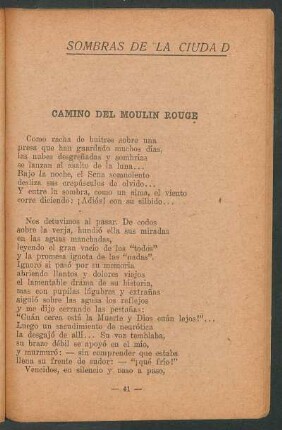 SOMBRAS DE LA CIUDAD
CAMINO DEL MOULIN ROUGE
Como racha de buitres sobre una
presa que han guardado muchos días,
las nubes desgreñadas y sombrías
se lanzan al asalto de la luna...
Bajo la noche, el Sena somnoliento
desliza sus crepúsculos de olvido...
Y entre la sombra, como un alma, el viento
corre diciendo: ¡Adiós! con su silbido...
Nos detuvimos al pasar. De codos
sobre la verja, hundió ella sus miradas
en las aguas manchadas,
leyendo el gran vacío de los "todos"
y la promesa ignota de las "nadas".
Ignoro si pasó por su memoria
abriendo llantos y dolores viejos
el lamentable drama de su historia,
mas con pupilas lúgubres y extrañas
siguió sobre las aguas los reflejos
y me dijo cerrando las pestañas:
"Cuán cerca está la Muerte y Dios cuán lejos!"...
Luego un sacudimiento de neurótica
la desgajó de allí... Su voz temblaba,
su brazo débil se apoyó en el mío,
y murmuró: — sin comprender que estaba
llena su frente de sudor: — "¡qué frío!"
Vencidos, en silencio y paso a paso,
— 41 —